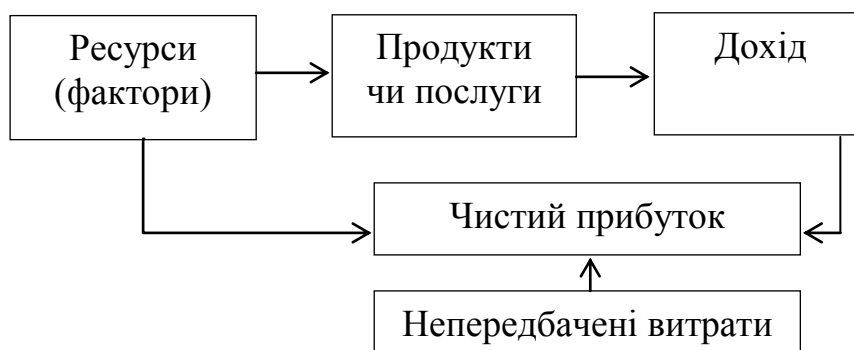 Ресурси
(фактори)
Продукти
чи послуги
Дохід
Чистий прибуток
Непередбачені витрати